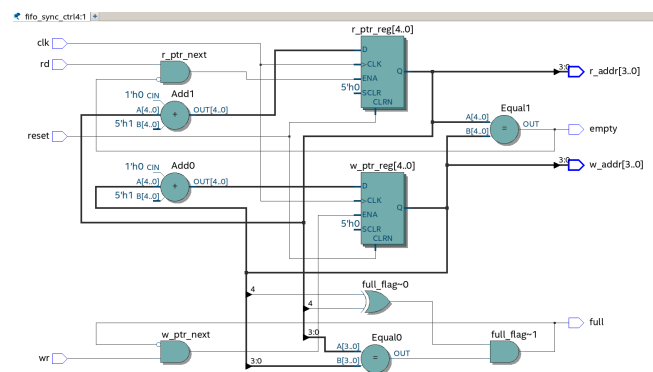 fifo_sync_ctrl4:1
r_ptr_reg[4..0]
clk
rd
r_ptr_next
D
>CLK
ENA
5'h0 SCLR
CLRN
Q
3:0
r_addr[3..0]
1'h0 CIN
Add1
A[4..0]
OUT[4..0]
5'h1 B[4..0]
+
Equal1
A[4..0]
B[4..0]
=
OUT
empty
reset
3:0
w_addr[3..0]
1'h0 CIN
Add0
A[4..0]
OUT[4..0]
5'h1 B[4..0]
+
w_ptr_reg[4..0]
D
>CLK
ENA
5'h0 SCLR
CLRN
Q
full_flag~0
4
4
full
w_ptr_next
3:0
Equal0
A[3..0]
B[3..0]
=
OUT
full_flag~1
wr
3:0